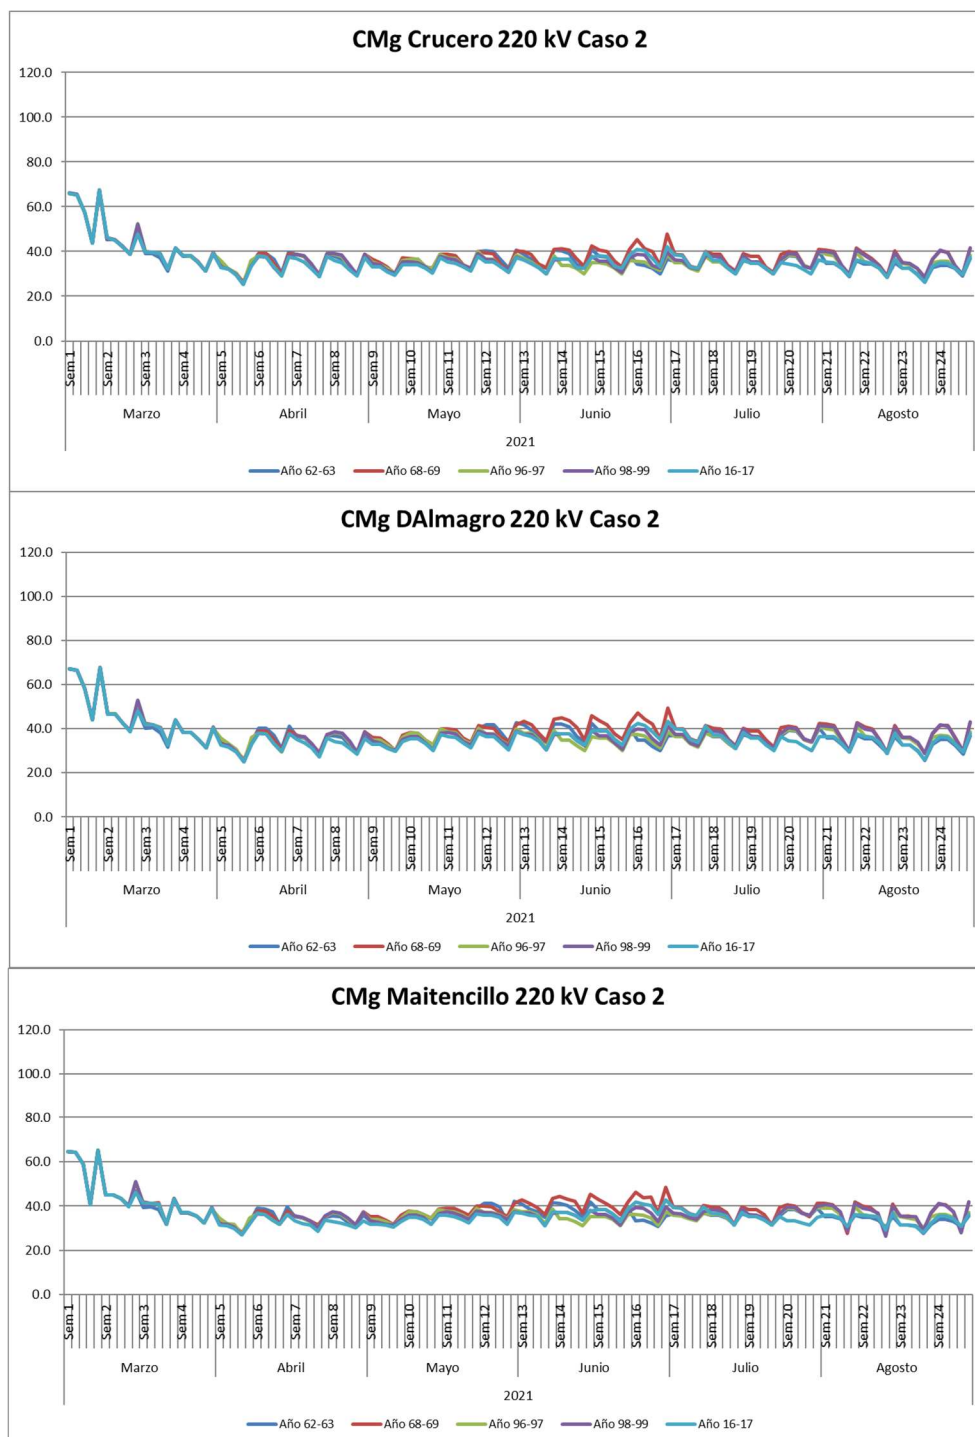 CMg Crucero 220 kV Caso 2
120.0
100.0
80.0
60.0
40.0
20.0
0.0
Sem 1 Sem 2 Sem 3 Sem 4 Sem 5 Sem 6 Sem 7 Sem 8 Sem 9 Sem 10 Sem 11 Sem 12 Sem 13 Sem 14 Sem 15 Sem 16 Sem 17 Sem 18 Sem 19 Sem 20 Sem 21 Sem 22 Sem 23 Sem 24
Marzo Abril Mayo Junio Julio Agosto
2021
Año 62-63 Año 68-69 Año 96-97 Año 98-99 Año 16-17
CMg DAlmagro 220 kV Caso 2
120.0
100.0
80.0
60.0
40.0
20.0
0.0
Sem 1 Sem 2 Sem 3 Sem 4 Sem 5 Sem 6 Sem 7 Sem 8 Sem 9 Sem 10 Sem 11 Sem 12 Sem 13 Sem 14 Sem 15 Sem 16 Sem 17 Sem 18 Sem 19 Sem 20 Sem 21 Sem 22 Sem 23 Sem 24
Marzo Abril Mayo Junio Julio Agosto
2021
Año 62-63 Año 68-69 Año 96-97 Año 98-99 Año 16-17
CMg Maitencillo 220 kV Caso 2
120.0
100.0
80.0
60.0
40.0
20.0
0.0
Sem 1 Sem 2 Sem 3 Sem 4 Sem 5 Sem 6 Sem 7 Sem 8 Sem 9 Sem 10 Sem 11 Sem 12 Sem 13 Sem 14 Sem 15 Sem 16 Sem 17 Sem 18 Sem 19 Sem 20 Sem 21 Sem 22 Sem 23 Sem 24
Marzo Abril Mayo Junio Julio Agosto
2021
Año 62-63 Año 68-69 Año 96-97 Año 98-99 Año 16-17